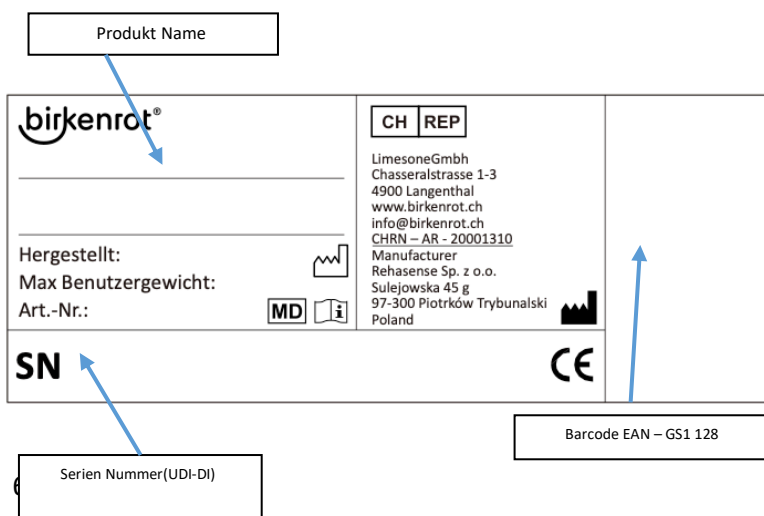 Produkt Name
birkenrot®
Hergestellt:
Max Benutzergewicht:
Art.-Nr.:
MD
CH REP
LimesoneGmbh
Chasseralstrasse 1-3
4900 Langenthal
www.birkenrot.ch
info@birkenrot.ch
CHRN – AR - 20001310
Manufacturer
Rehasense Sp. z o.o.
Sulejowska 45 g
97-300 Piotrków Trybunalski
Poland
SN
CE
Barcode EAN – GS1 128
Serien Nummer(UDI-DI)